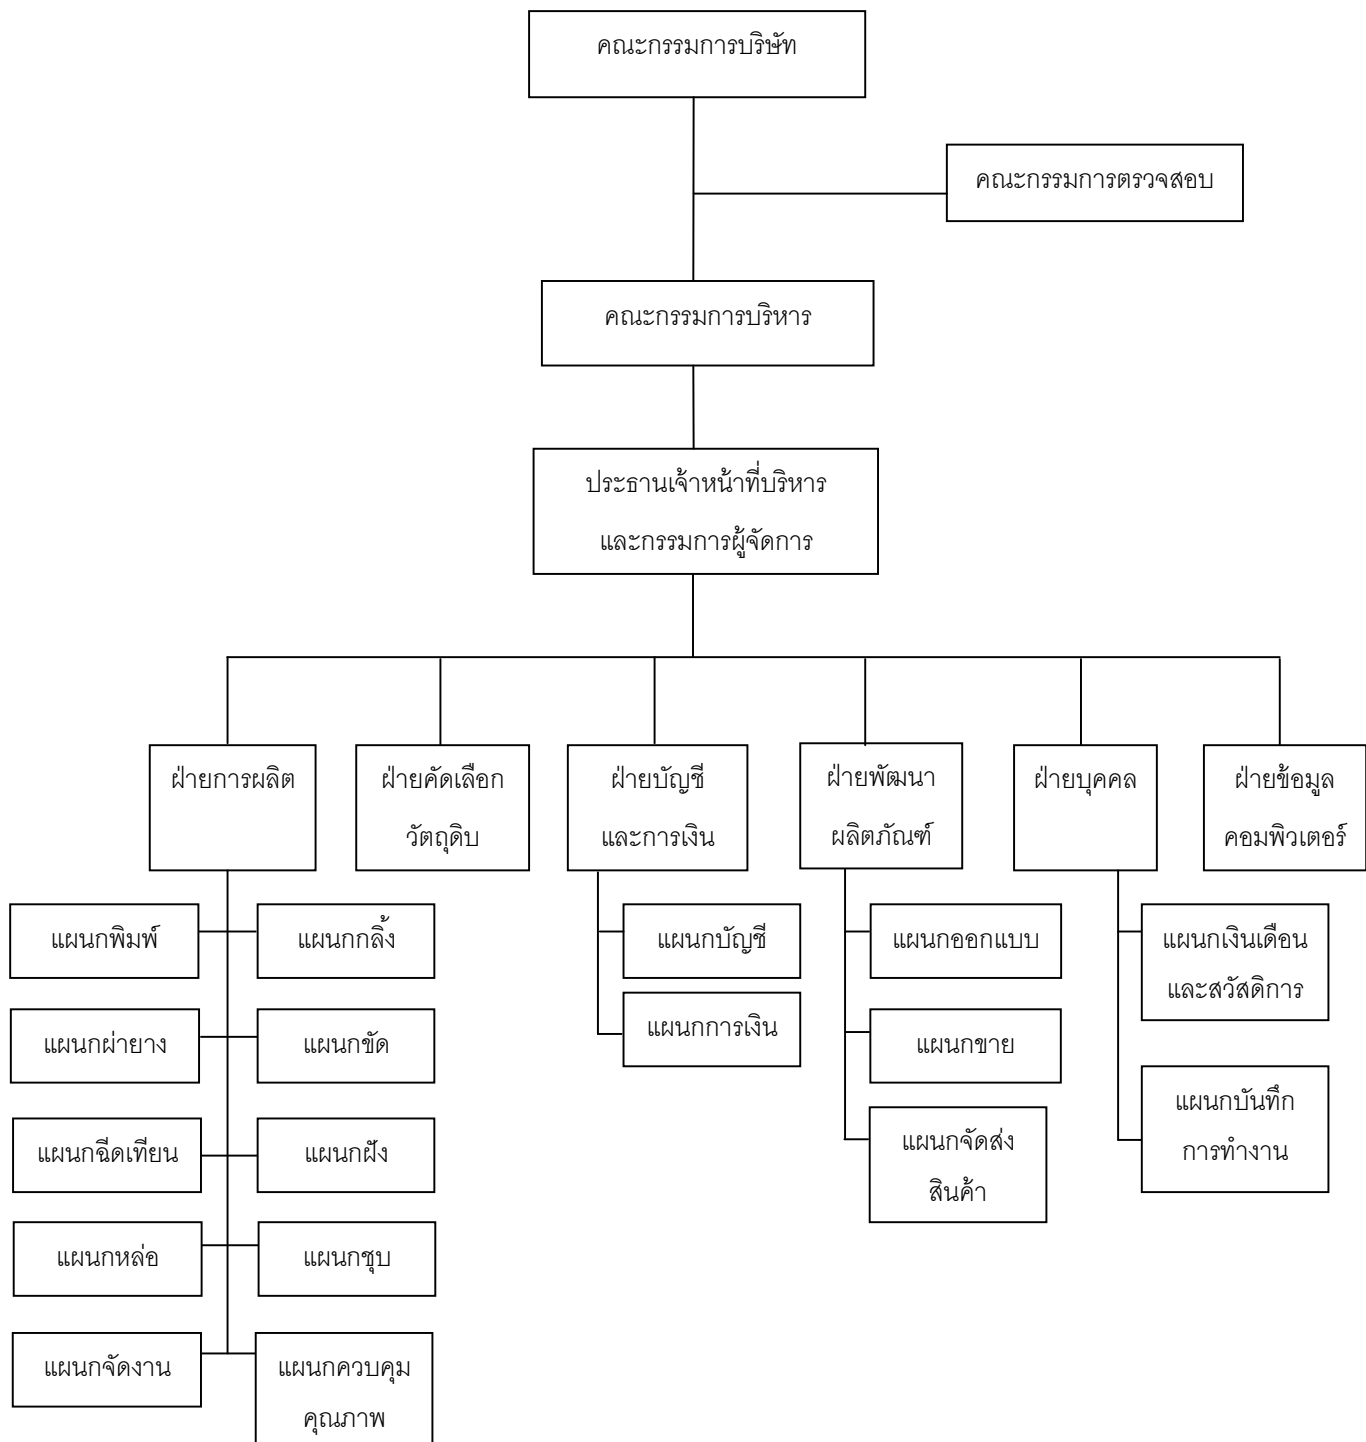 คณะกรรมการบริษัท
คณะกรรมการตรวจสอบ
คณะกรรมการบริหาร
ประธานเจ้าหน้าที่บริหาร
และกรรมการผู้จัดการ
ฝ่ายการผลิต
ฝ่ายคัดเลือก
วัตถุดิบ
ฝ่ายบัญชี
และการเงิน
ฝ่ายพัฒนา
ผลิตภัณฑ์
ฝ่ายบุคคล
ฝ่ายข้อมูล
คอมพิวเตอร์
แผนกพิมพ์
แผนกกลิ้ง
แผนกผ่ายาง
แผนกขัด
แผนกฉีดเทียน
แผนกฝัง
แผนกหล่อ
แผนกชุบ
แผนกจัดงาน
แผนกควบคุม
คุณภาพ
แผนกบัญชี
แผนกการเงิน
แผนกออกแบบ
แผนกขาย
แผนกจัดส่ง
สินค้า
แผนกเงินเดือน
และสวัสดิการ
แผนกบันทึก
การทำงาน